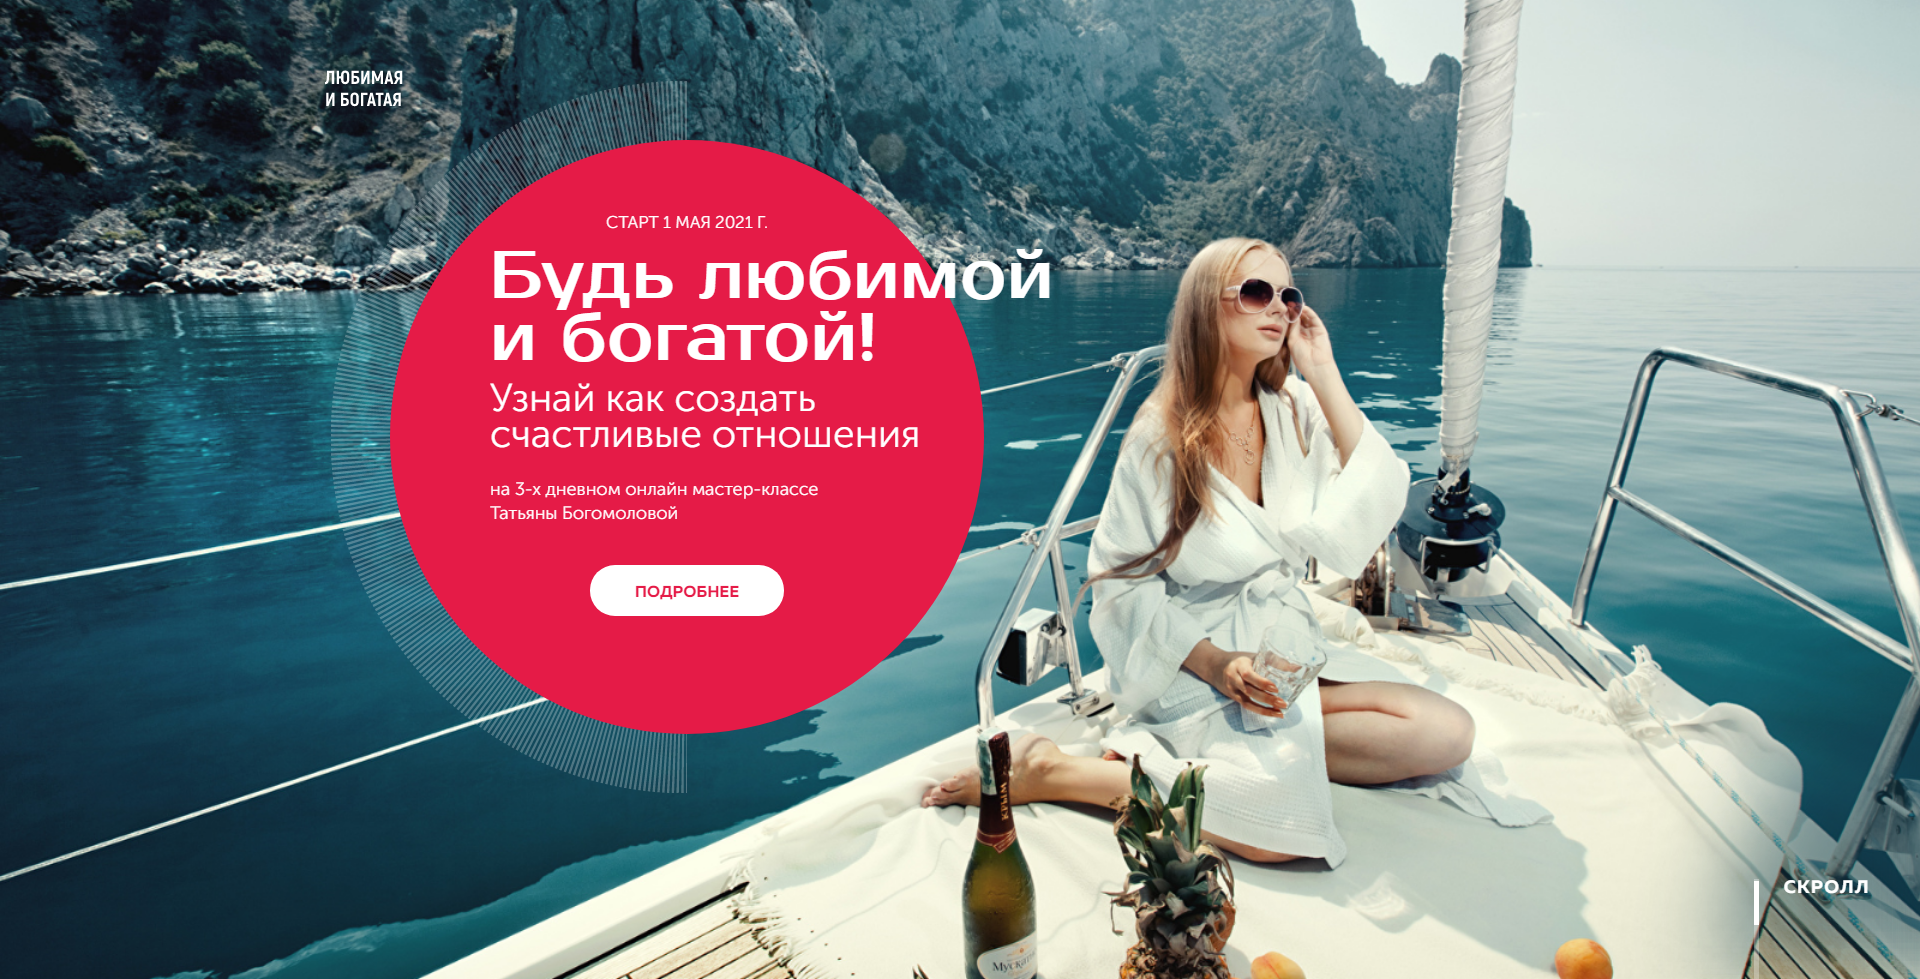 ЛЮБИМАЯ
И БОГАТАЯ
СТАРТ 1 МАЯ 2021 Г.
Будь любимой
и богатой!
Узнай как создать
счастливые отношения
на 3-х дневном онлайн мастер-классе
Татьяны Богомоловой
ПОДРОБНЕЕ
СКРОЛЛ